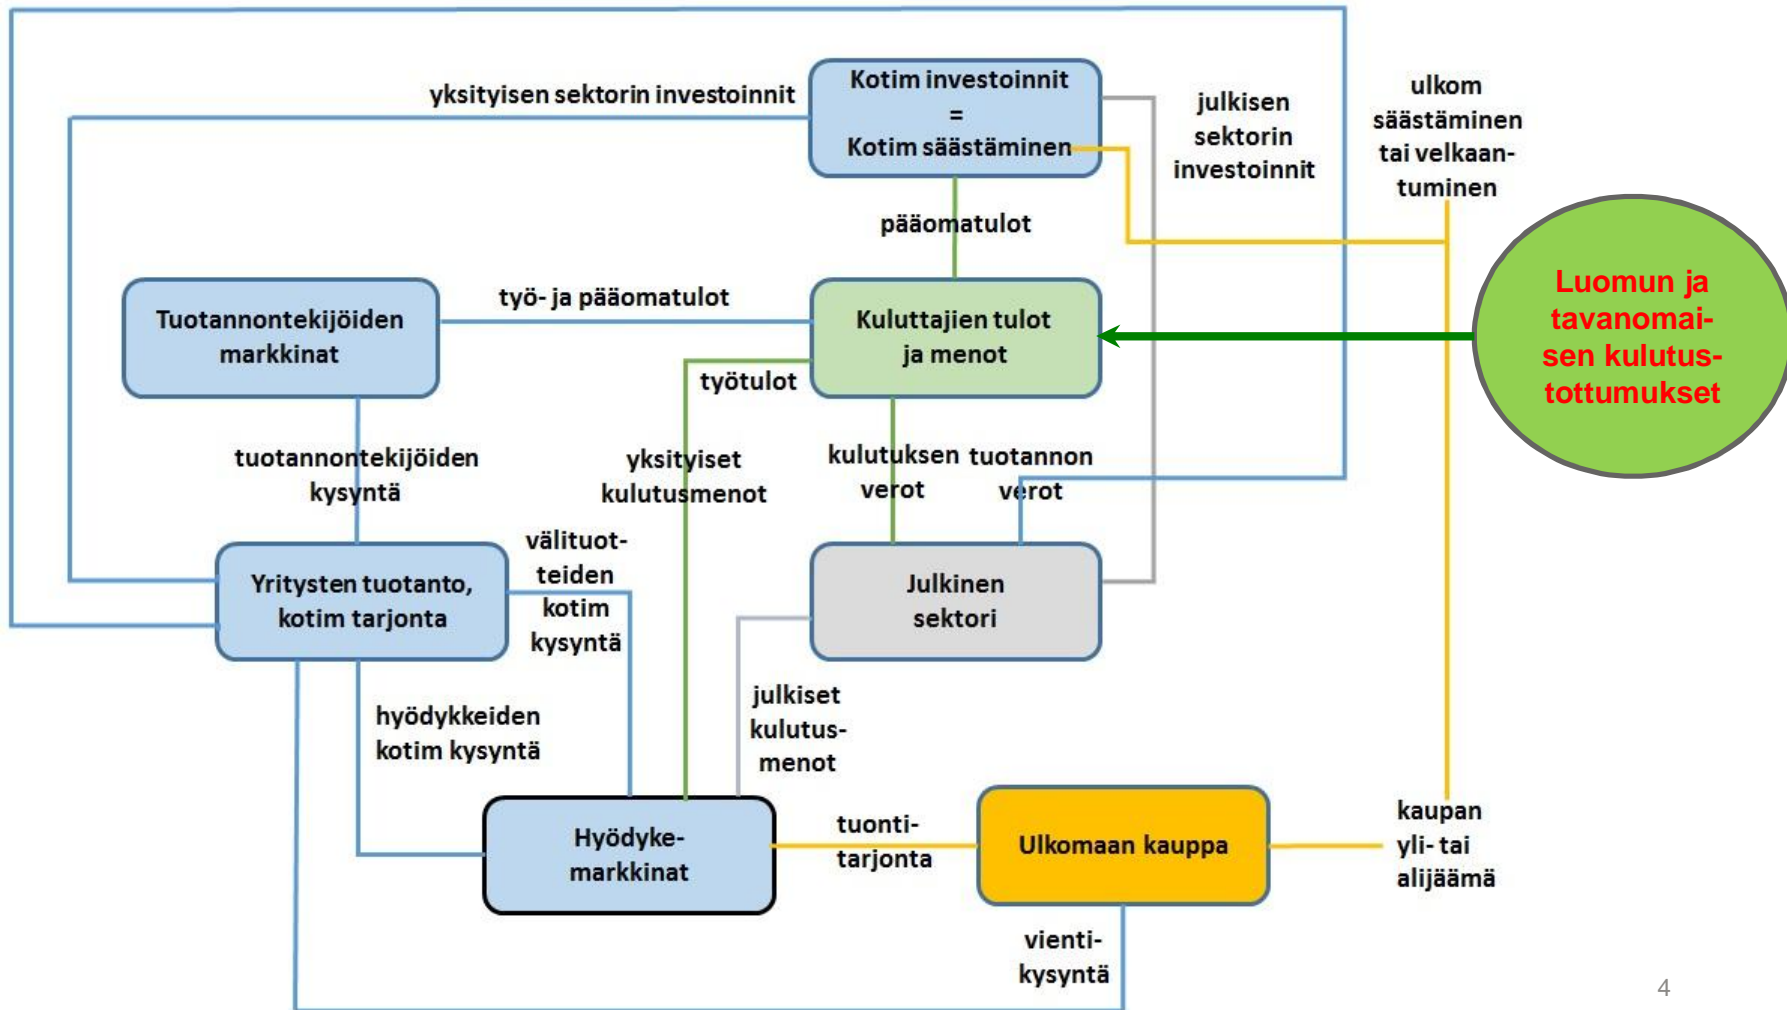 yksityisen sektorin investoinnit
Kotim investoinnit
=
Kotim säästäminen
julkisen
sektorin
investoinnit
ulkom
säästäminen
tai velkaan-
tuminen
pääomatulot
Luomun ja
tavanomai-
sen kulutus-
tottumukset
Tuotannontekijöiden
markkinat
työ- ja pääomatulot
Kuluttajien tulot
ja menot
työtulot
tuotannontekijöiden
kysyntä
yksityiset
kulutusmenot
kulutuksen
verot
tuotannon
verot
Yritysten tuotanto,
kotim tarjonta
välituot-
teiden
kotim
kysyntä
Julkinen
sektori
hyödykkeiden
kotim kysyntä
julkiset
kulutus-
menot
Hyödyke-
markkinat
tuonti-
tarjonta
Ulkomaan kauppa
kaupan
yli- tai
alijäämä
vienti-
kysyntä
4